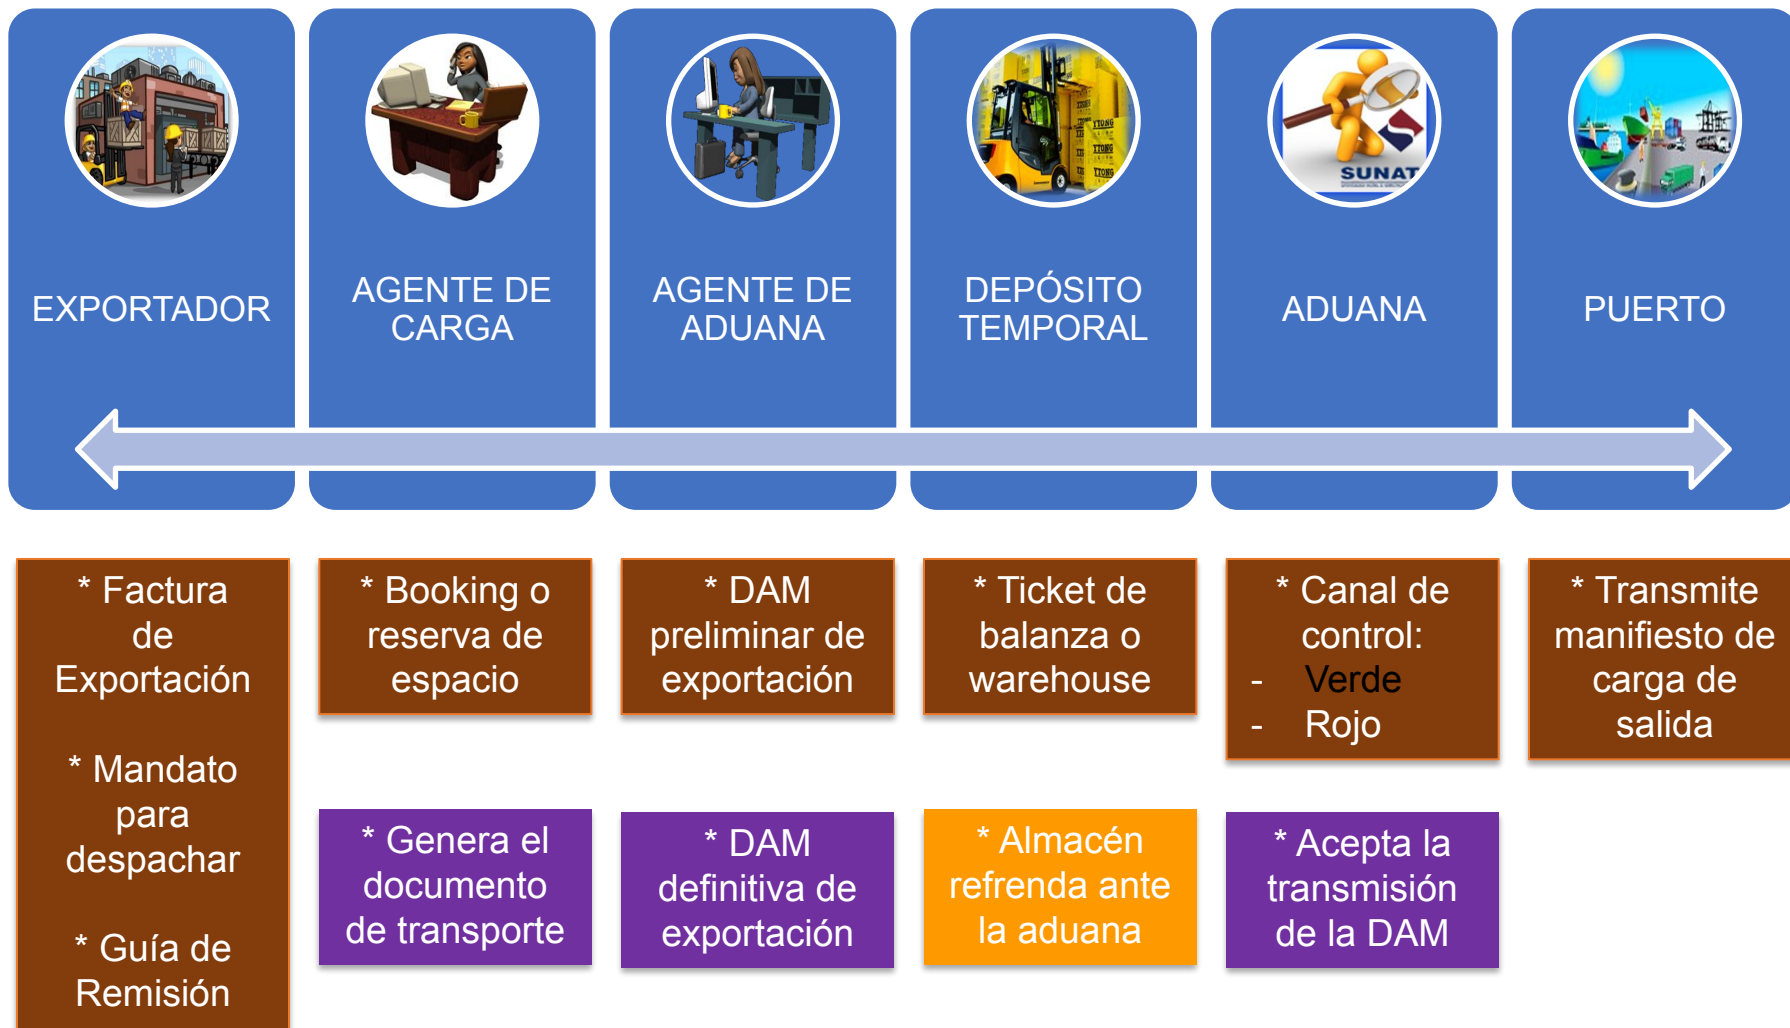 EXPORTADOR
AGENTE DE
CARGA
AGENTE DE
ADUANA
DEPÓSITO
TEMPORAL
SUNAT
ADUANA
PUERTO
YTONG
YTONG
YTONG
* Factura
de
Exportación
* Mandato
para
despachar
* Guía de
Remisión
* Booking o
reserva de
espacio
* Genera el
documento
de transporte
* DAM
preliminar de
exportación
* DAM
definitiva de
exportación
* Ticket de
balanza o
warehouse
* Almacén
refrenda ante
la aduana
* Canal de
control:
- Verde
- Rojo
* Acepta la
transmisión
de la DAM
* Transmite
manifiesto de
carga de
salida